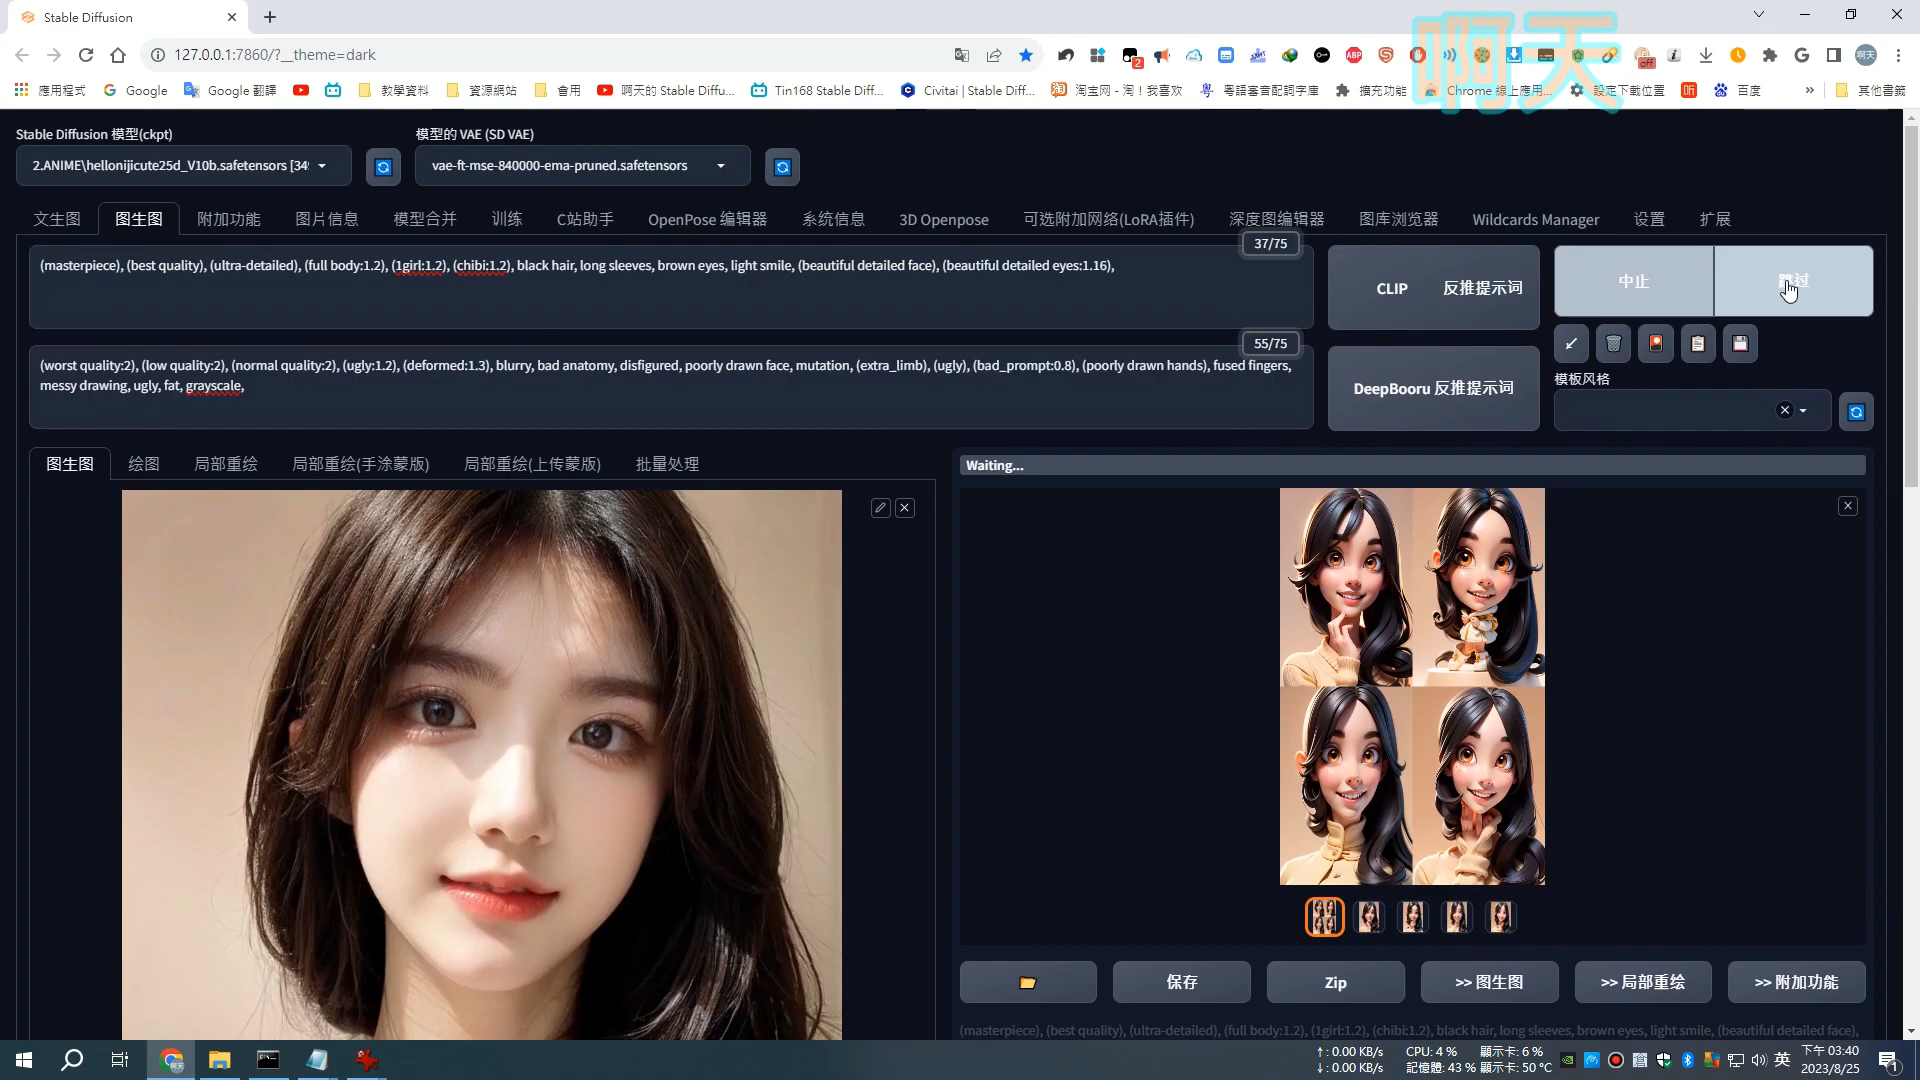 Stable Diffusion
127.0.0.1:7860/?__theme=dark
2
ABP
off
啊天
應用程式
Google
Google 翻譯
教學資料
資源網站
會用
啊天的 Stable Diffu...
Tin168 Stable Diff...
Civitai | Stable Diff...
淘宝网 - 淘！我喜欢
粵語審音配詞字庫
擴充功能
Chrome 線上應用...
設定下載位置
百度
其他書籤
啊天
Stable Diffusion 模型(ckpt)
模型的 VAE (SD VAE)
2.ANIME\hellonijicute25d_V10b.safetensors [34
vae-ft-mse-840000-ema-pruned.safetensors
文生图
图生图
附加功能
图片信息
模型合并
训练
C站助手
OpenPose 编辑器
系统信息
3D Openpose
可选附加网络(LoRA插件)
深度图编辑器
图库浏览器
Wildcards Manager
设置
扩展
37/75
(masterpiece), (best quality), (ultra-detailed), (full body:1.2), (1girl:1.2), (chibi:1.2), black hair, long sleeves, brown eyes, light smile, (beautiful detailed face), (beautiful detailed eyes:1.16),
CLIP 反推提示词
中止
跳过
55/75
(worst quality:2), (low quality:2), (normal quality:2), (ugly:1.2), (deformed:1.3), blurry, bad anatomy, disfigured, poorly drawn face, mutation, (extra_limb), (ugly), (bad_prompt:0.8), (poorly drawn hands), fused fingers,
messy drawing, ugly, fat, grayscale,
DeepBooru 反推提示词
模板风格
图生图
绘图
局部重绘
局部重绘(手涂蒙版)
局部重绘(上传蒙版)
批量处理
Waiting...
保存
Zip
>> 图生图
>> 局部重绘
>> 附加功能
(masterpiece), (best quality), (ultra-detailed), (full body:1.2), (1girl:1.2), (chibi:1.2), black hair, long sleeves, brown eyes, light smile, (beautiful detailed face),
↑ : 0.00 KB/s
↓ : 0.00 KB/s
CPU: 4 %
顯示卡: 6 %
記憶體: 43 %
顯示卡: 50 °C
英
下午 03:40
2023/8/25
1